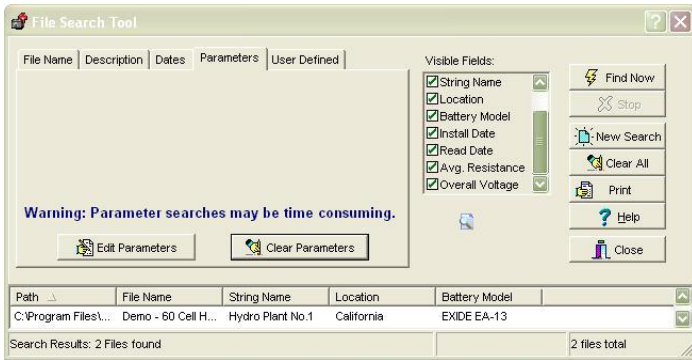 File Search Tool
File Name Description Dates Parameters User Defined
Visible Fields:
String Name
Location
Battery Model
Install Date
Read Date
Avg. Resistance
Overall Voltage
Warning: Parameter searches may be time consuming.
Edit Parameters Clear Parameters
Find Now
Stop
New Search
Clear All
Print
Help
Close
Path File Name String Name Location Battery Model
C:\Program Files\... Demo - 60 Cell H... Hydro Plant No.1 California EXIDE EA-13
Search Results: 2 Files found 2 files total